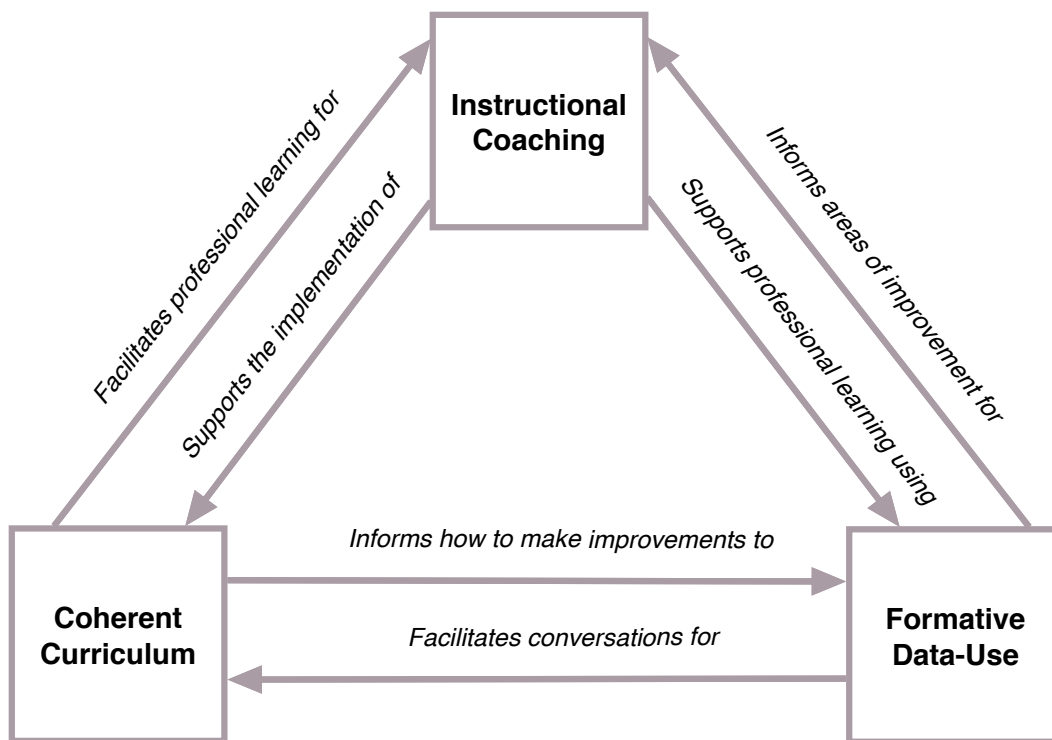 Instructional
Coaching
Facilitates professional learning for
Supports the implementation of
Supports professional learning using
Informs areas of improvement for
Informs how to make improvements to
Facilitates conversations for
Coherent
Curriculum
Formative
Data-Use